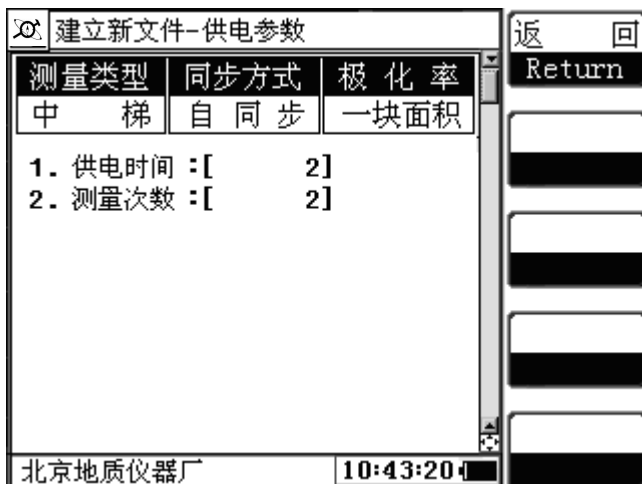 建立新文件-供电参数
返 回
Return
测量类型 同步方式 极 化 率
中 梯 自 同 步 一块面积
1. 供电时间 :[ 2]
2. 测量次数 :[ 2]
北京地质仪器厂 10:43:20